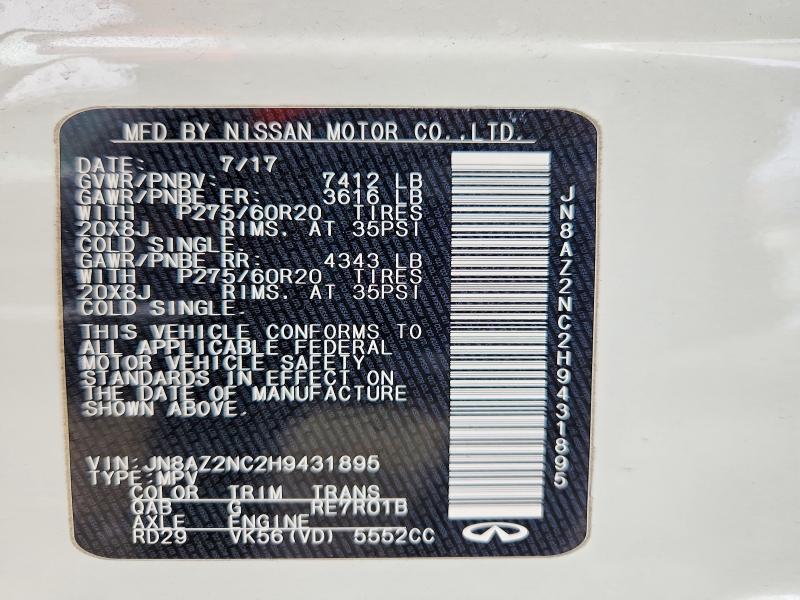 MFD BY NISSAN MOTOR CO.,LTD.
DATE: 7/17
GVWR/PNBV: 7412 LB
GAWR/PNBE FR: 3616 LB
WITH P275/60R20 TIRES
20X8J RIMS. AT 35PSI
COLD SINGLE.
GAWR/PNBE RR: 4343 LB
WITH P275/60R20 TIRES
20X8J RIMS. AT 35PSI
COLD SINGLE.
THIS VEHICLE CONFORMS TO
ALL APPLICABLE FEDERAL
MOTOR VEHICLE SAFETY
STANDARDS IN EFFECT ON
THE DATE OF MANUFACTURE
SHOWN ABOVE.
VIN:JN8AZ2NC2H9431895
TYPE:MPV
COLOR TRIM TRANS
QAB G RE7R01B
AXLE ENGINE
RD29 VK56(VD) 5552CC
JN8AZ2NC2H9431895